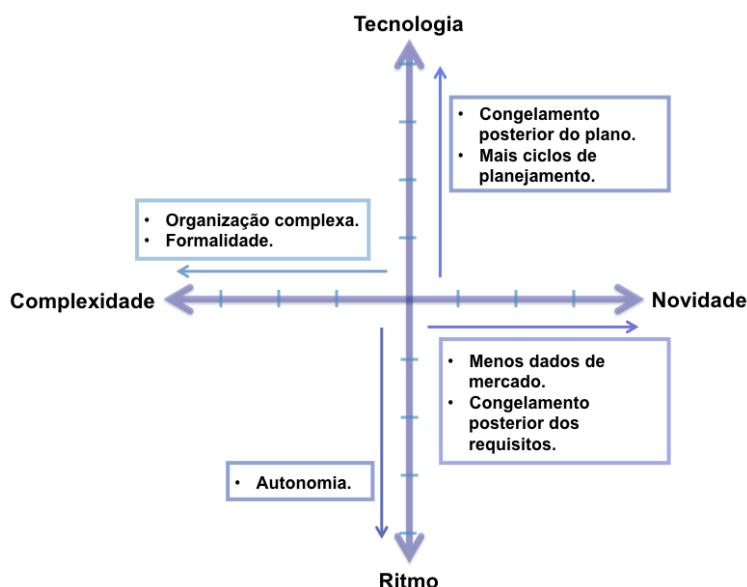 Tecnologia
• Congelamento
posterior do plano.
• Mais ciclos de
planejamento.
• Organização complexa.
• Formalidade.
Complexidade
Novidade
• Menos dados de
mercado.
• Congelamento
posterior dos
requisitos.
• Autonomia.
Ritmo